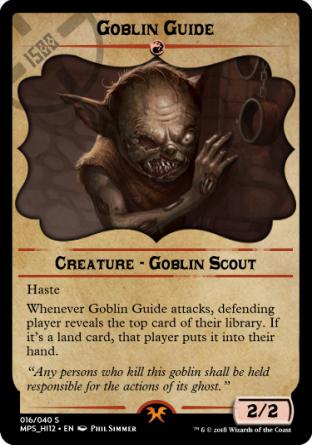 1588
Goblin Guide
Creature - Goblin Scout
Haste
Whenever Goblin Guide attacks, defending
player reveals the top card of their library. If
it's a land card, that player puts it into their
hand.
“Any persons who kill this goblin shall be held
responsible for the actions of its ghost.”
016/040 S
MPS_HI12 • EN Phil Simmer
™ & © 2018 Wizards of the Coast
2/2